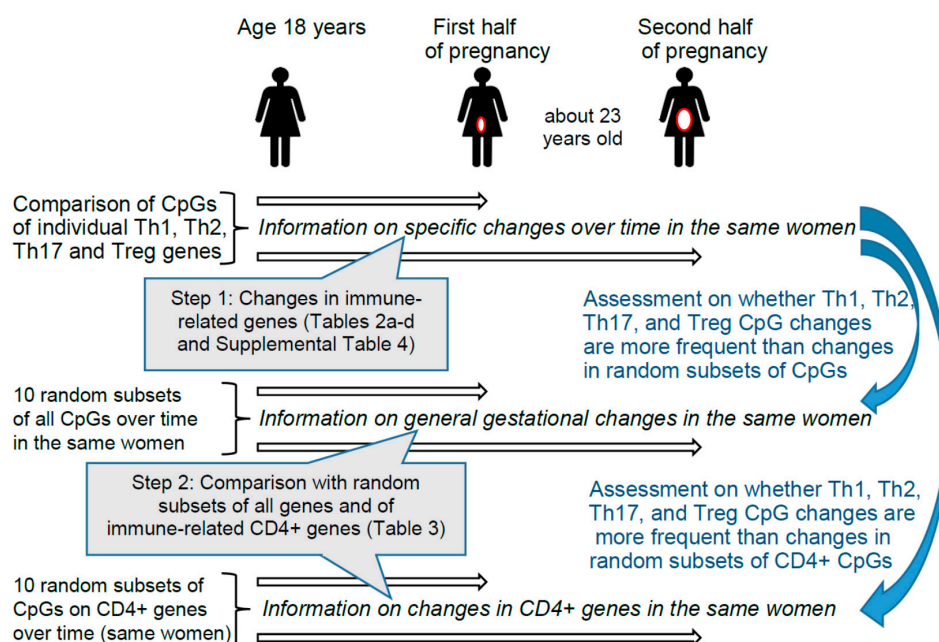 Age 18 years
First half
of pregnancy
Second half
of pregnancy
about 23
years old
Comparison of CpGs
of individual Th1, Th2,
Th17 and Treg genes
Information on specific changes over time in the same women
Step 1: Changes in immune-
related genes (Tables 2a-d
and Supplemental Table 4)
Assessment on whether Th1, Th2,
Th17, and Treg CpG changes
are more frequent than changes
in random subsets of CpGs
10 random subsets
of all CpGs over time
in the same women
Information on general gestational changes in the same women
Step 2: Comparison with random
subsets of all genes and of
immune-related CD4+ genes (Table 3)
Assessment on whether Th1, Th2,
Th17, and Treg CpG changes are
more frequent than changes in
random subsets of CD4+ CpGs
10 random subsets of
CpGs on CD4+ genes
over time (same women)
Information on changes in CD4+ genes in the same women